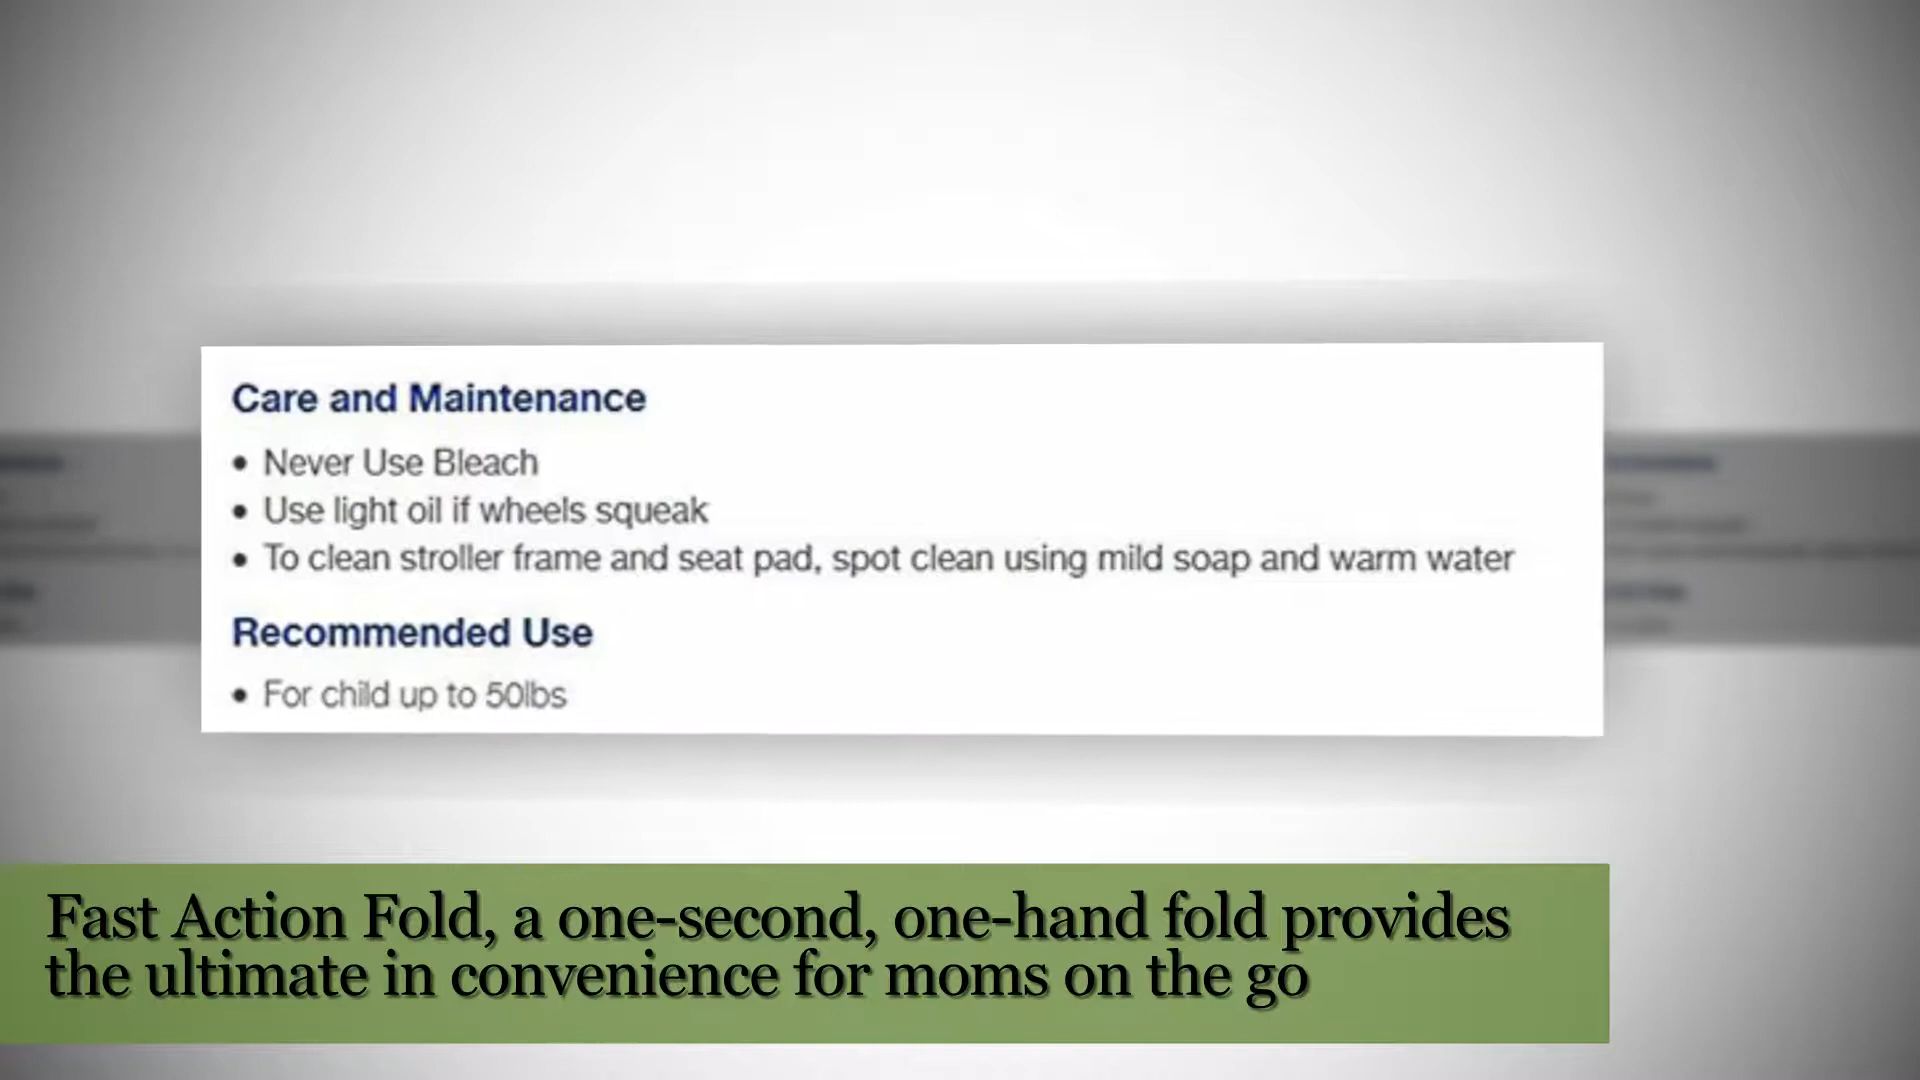 Care and Maintenance
• Never Use Bleach
• Use light oil if wheels squeak
• To clean stroller frame and seat pad, spot clean using mild soap and warm water
Recommended Use
• For child up to 50lbs
Fast Action Fold, a one-second, one-hand fold provides
the ultimate in convenience for moms on the go